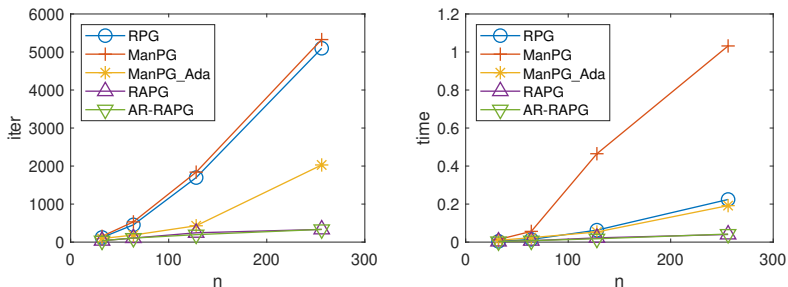 6000
5000
4000
3000
2000
1000
0
iter
0
100
200
300
n
RPG
ManPG
ManPG_Ada
RAPG
AR-RAPG
1.2
1
0.8
0.6
0.4
0.2
0
time
0
100
200
300
n
RPG
ManPG
ManPG_Ada
RAPG
AR-RAPG